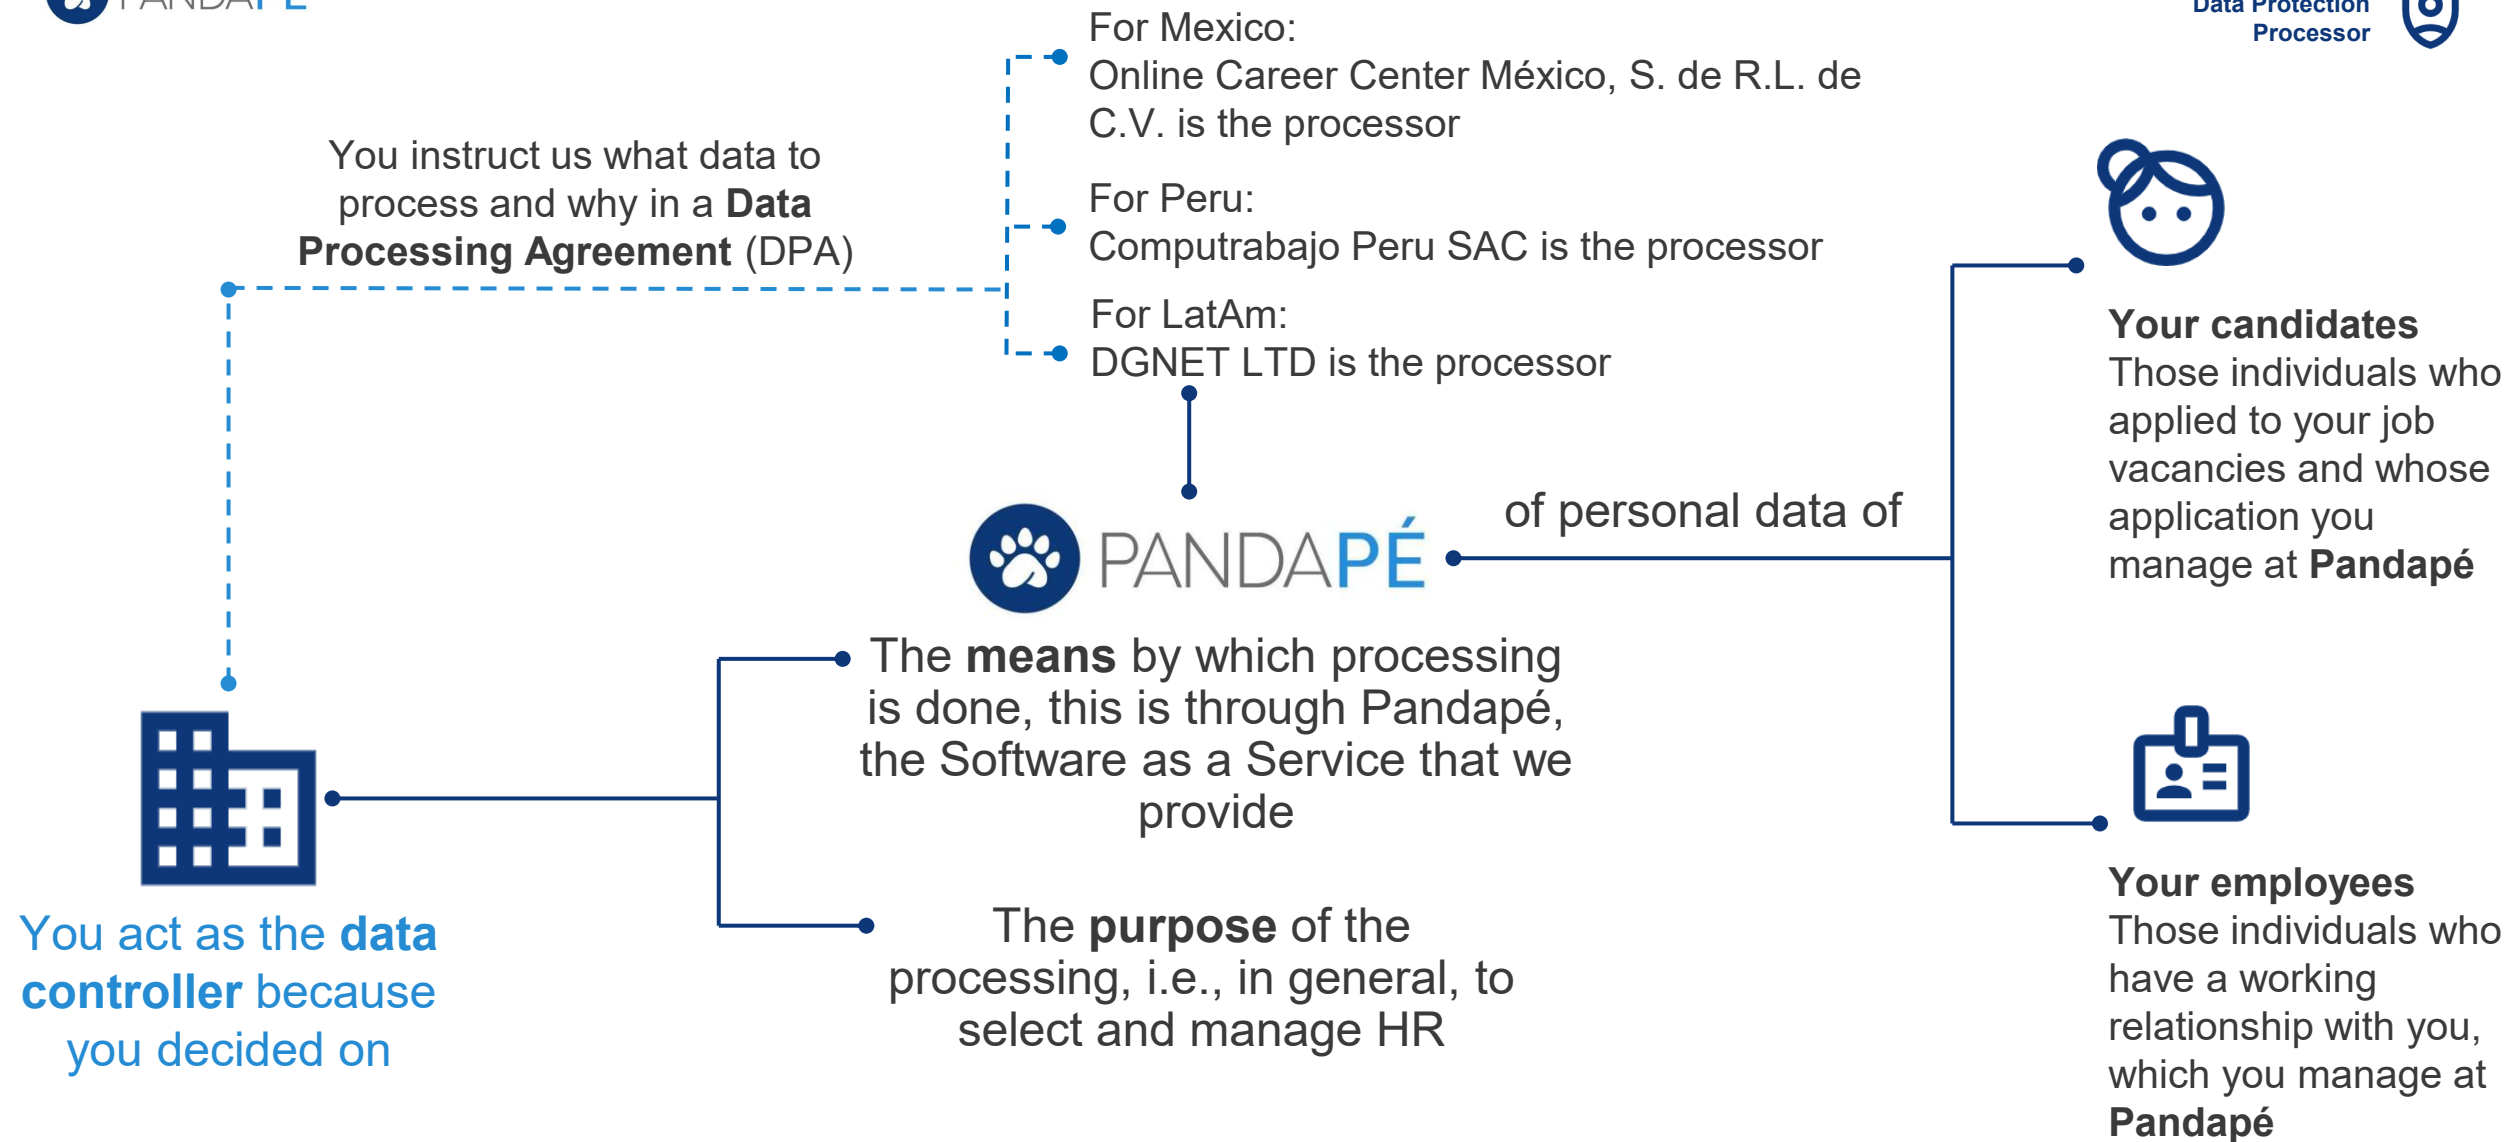 PANDAPÉ
Data Protection
Processor
For Mexico:
Online Career Center México, S. de R.L. de
C.V. is the processor
You instruct us what data to
process and why in a Data
Processing Agreement (DPA)
For Peru:
Computrabajo Peru SAC is the processor
For LatAm:
DGNET LTD is the processor
Your candidates
Those individuals who
applied to your job
vacancies and whose
application you
manage at Pandapé
of personal data of
PANDAPÉ
The means by which processing
is done, this is through Pandapé,
the Software as a Service that we
provide
You act as the data
controller because
you decided on
The purpose of the
processing, i.e., in general, to
select and manage HR
Your employees
Those individuals who
have a working
relationship with you,
which you manage at
Pandapé